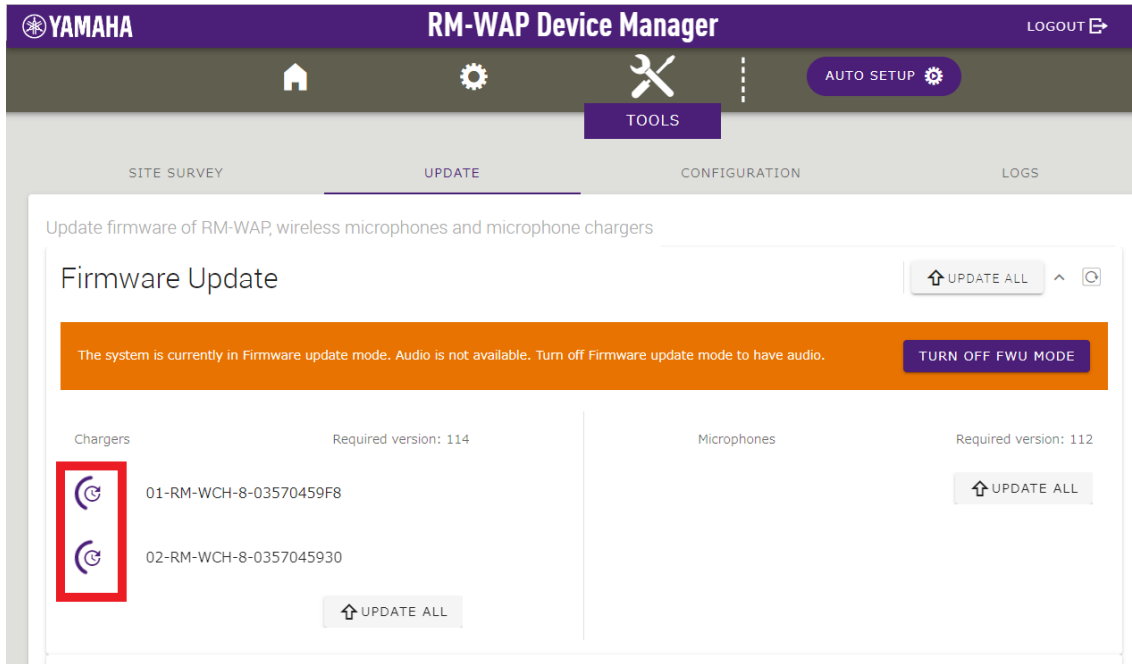 YAMAHA
RM-WAP Device Manager
LOGOUT
AUTO SETUP
TOOLS
SITE SURVEY
UPDATE
CONFIGURATION
LOGS
Update firmware of RM-WAP, wireless microphones and microphone chargers
Firmware Update
UPDATE ALL
The system is currently in Firmware update mode. Audio is not available. Turn off Firmware update mode to have audio.
TURN OFF FWU MODE
Chargers
Required version: 114
01-RM-WCH-8-03570459F8
02-RM-WCH-8-0357045930
UPDATE ALL
Microphones
Required version: 112
UPDATE ALL